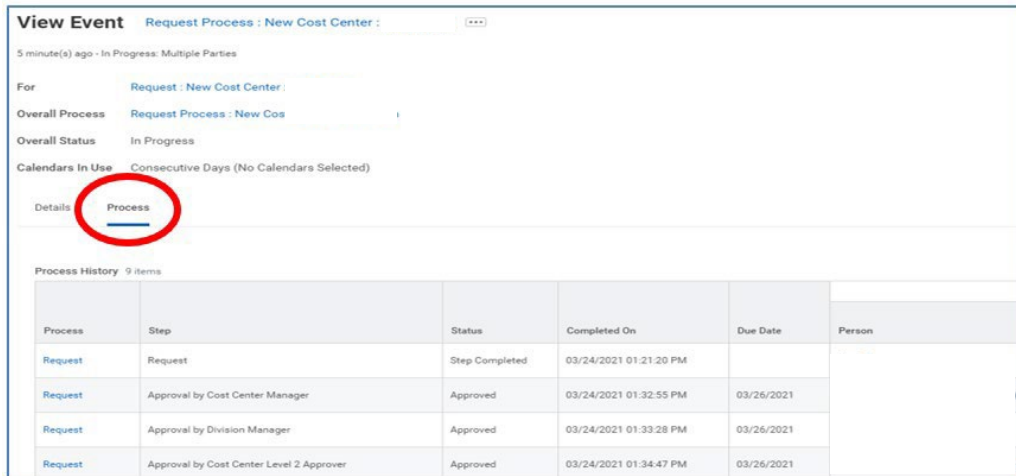 View Event Request Process : New Cost Center :
5 minute(s) ago - In Progress: Multiple Parties
For Request : New Cost Center :
Overall Process Request Process : New Cos
Overall Status In Progress
Calendars In Use Consecutive Days (No Calendars Selected)
Details Process
Process History 9 items
Process Step Status Completed On Due Date Person
Request Request Step Completed 03/24/2021 01:21:20 PM
Request Approval by Cost Center Manager Approved 03/24/2021 01:32:55 PM 03/26/2021
Request Approval by Division Manager Approved 03/24/2021 01:33:28 PM 03/26/2021
Request Approval by Cost Center Level 2 Approver Approved 03/24/2021 01:34:47 PM 03/26/2021